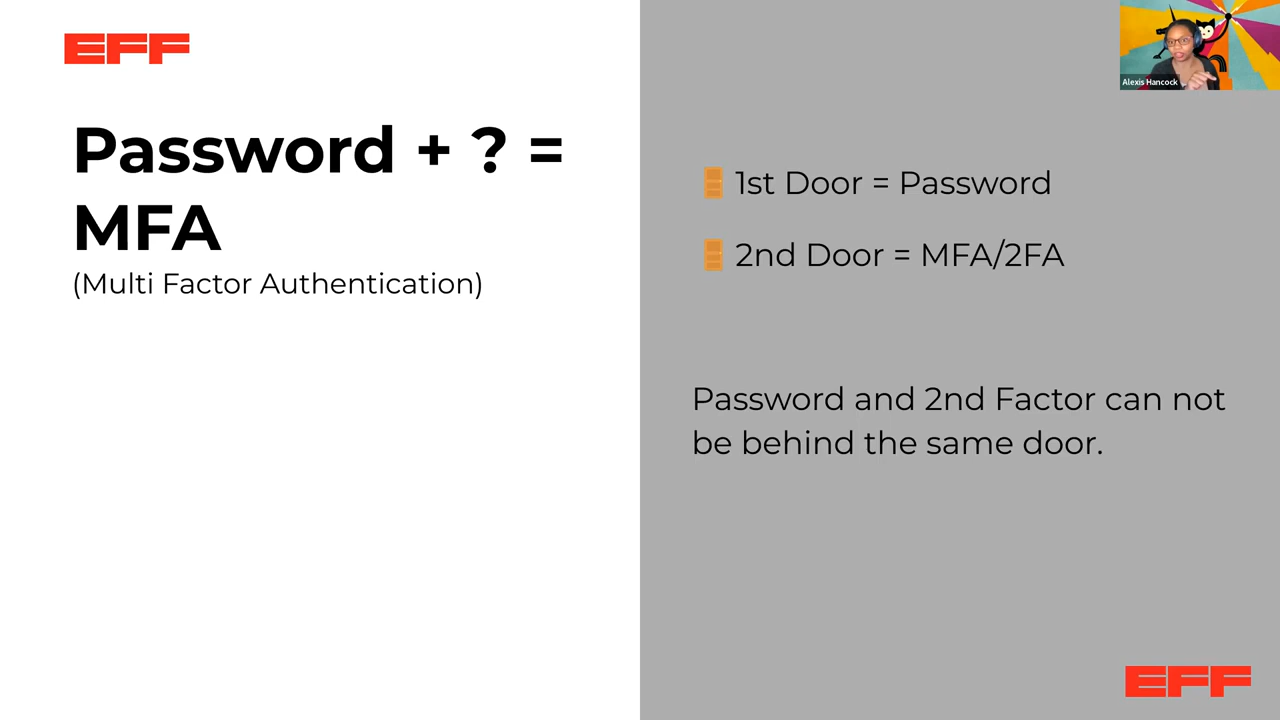 EFF
Password + ? =
MFA
(Multi Factor Authentication)
Alexis Hancock
1st Door = Password
2nd Door = MFA/2FA
Password and 2nd Factor can not
be behind the same door.
EFF